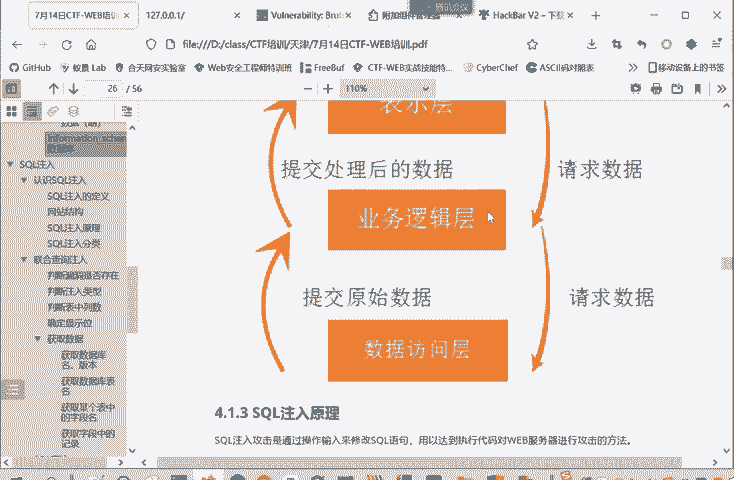 腾讯会议
7月14日CTF-WEB培训
127.0.0.1/
Vulnerability: Bru
附加组件管理器
HackBar V2 – 下载
file:///D:/class/CTF培训/天津/7月14日CTF-WEB培训.pdf
GitHub
蚁景 Lab
合天网安实验室
Web安全工程师特训班
FreeBuf
CTF-WEB实战技能特...
CyberChef
ASCII码对照表
移动设备上的书签
26 / 56
110%
information_schem
数据库
SQL注入
认识SQL注入
SQL注入的定义
网站结构
SQL注入原理
SQL注入分类
联合查询注入
判断注入类型
判断表中列数
确定显示位
获取数据
获取数据库
名、版本
获取数据库表
名
获取某个表中
的字段名
获取字段中的
记录
表示层
提交处理后的数据
请求数据
业务逻辑层
提交原始数据
请求数据
数据访问层
4.1.3 SQL注入原理
SQL注入攻击是通过操作输入来修改SQL语句，用以达到执行代码对WEB服务器进行攻击的方法。